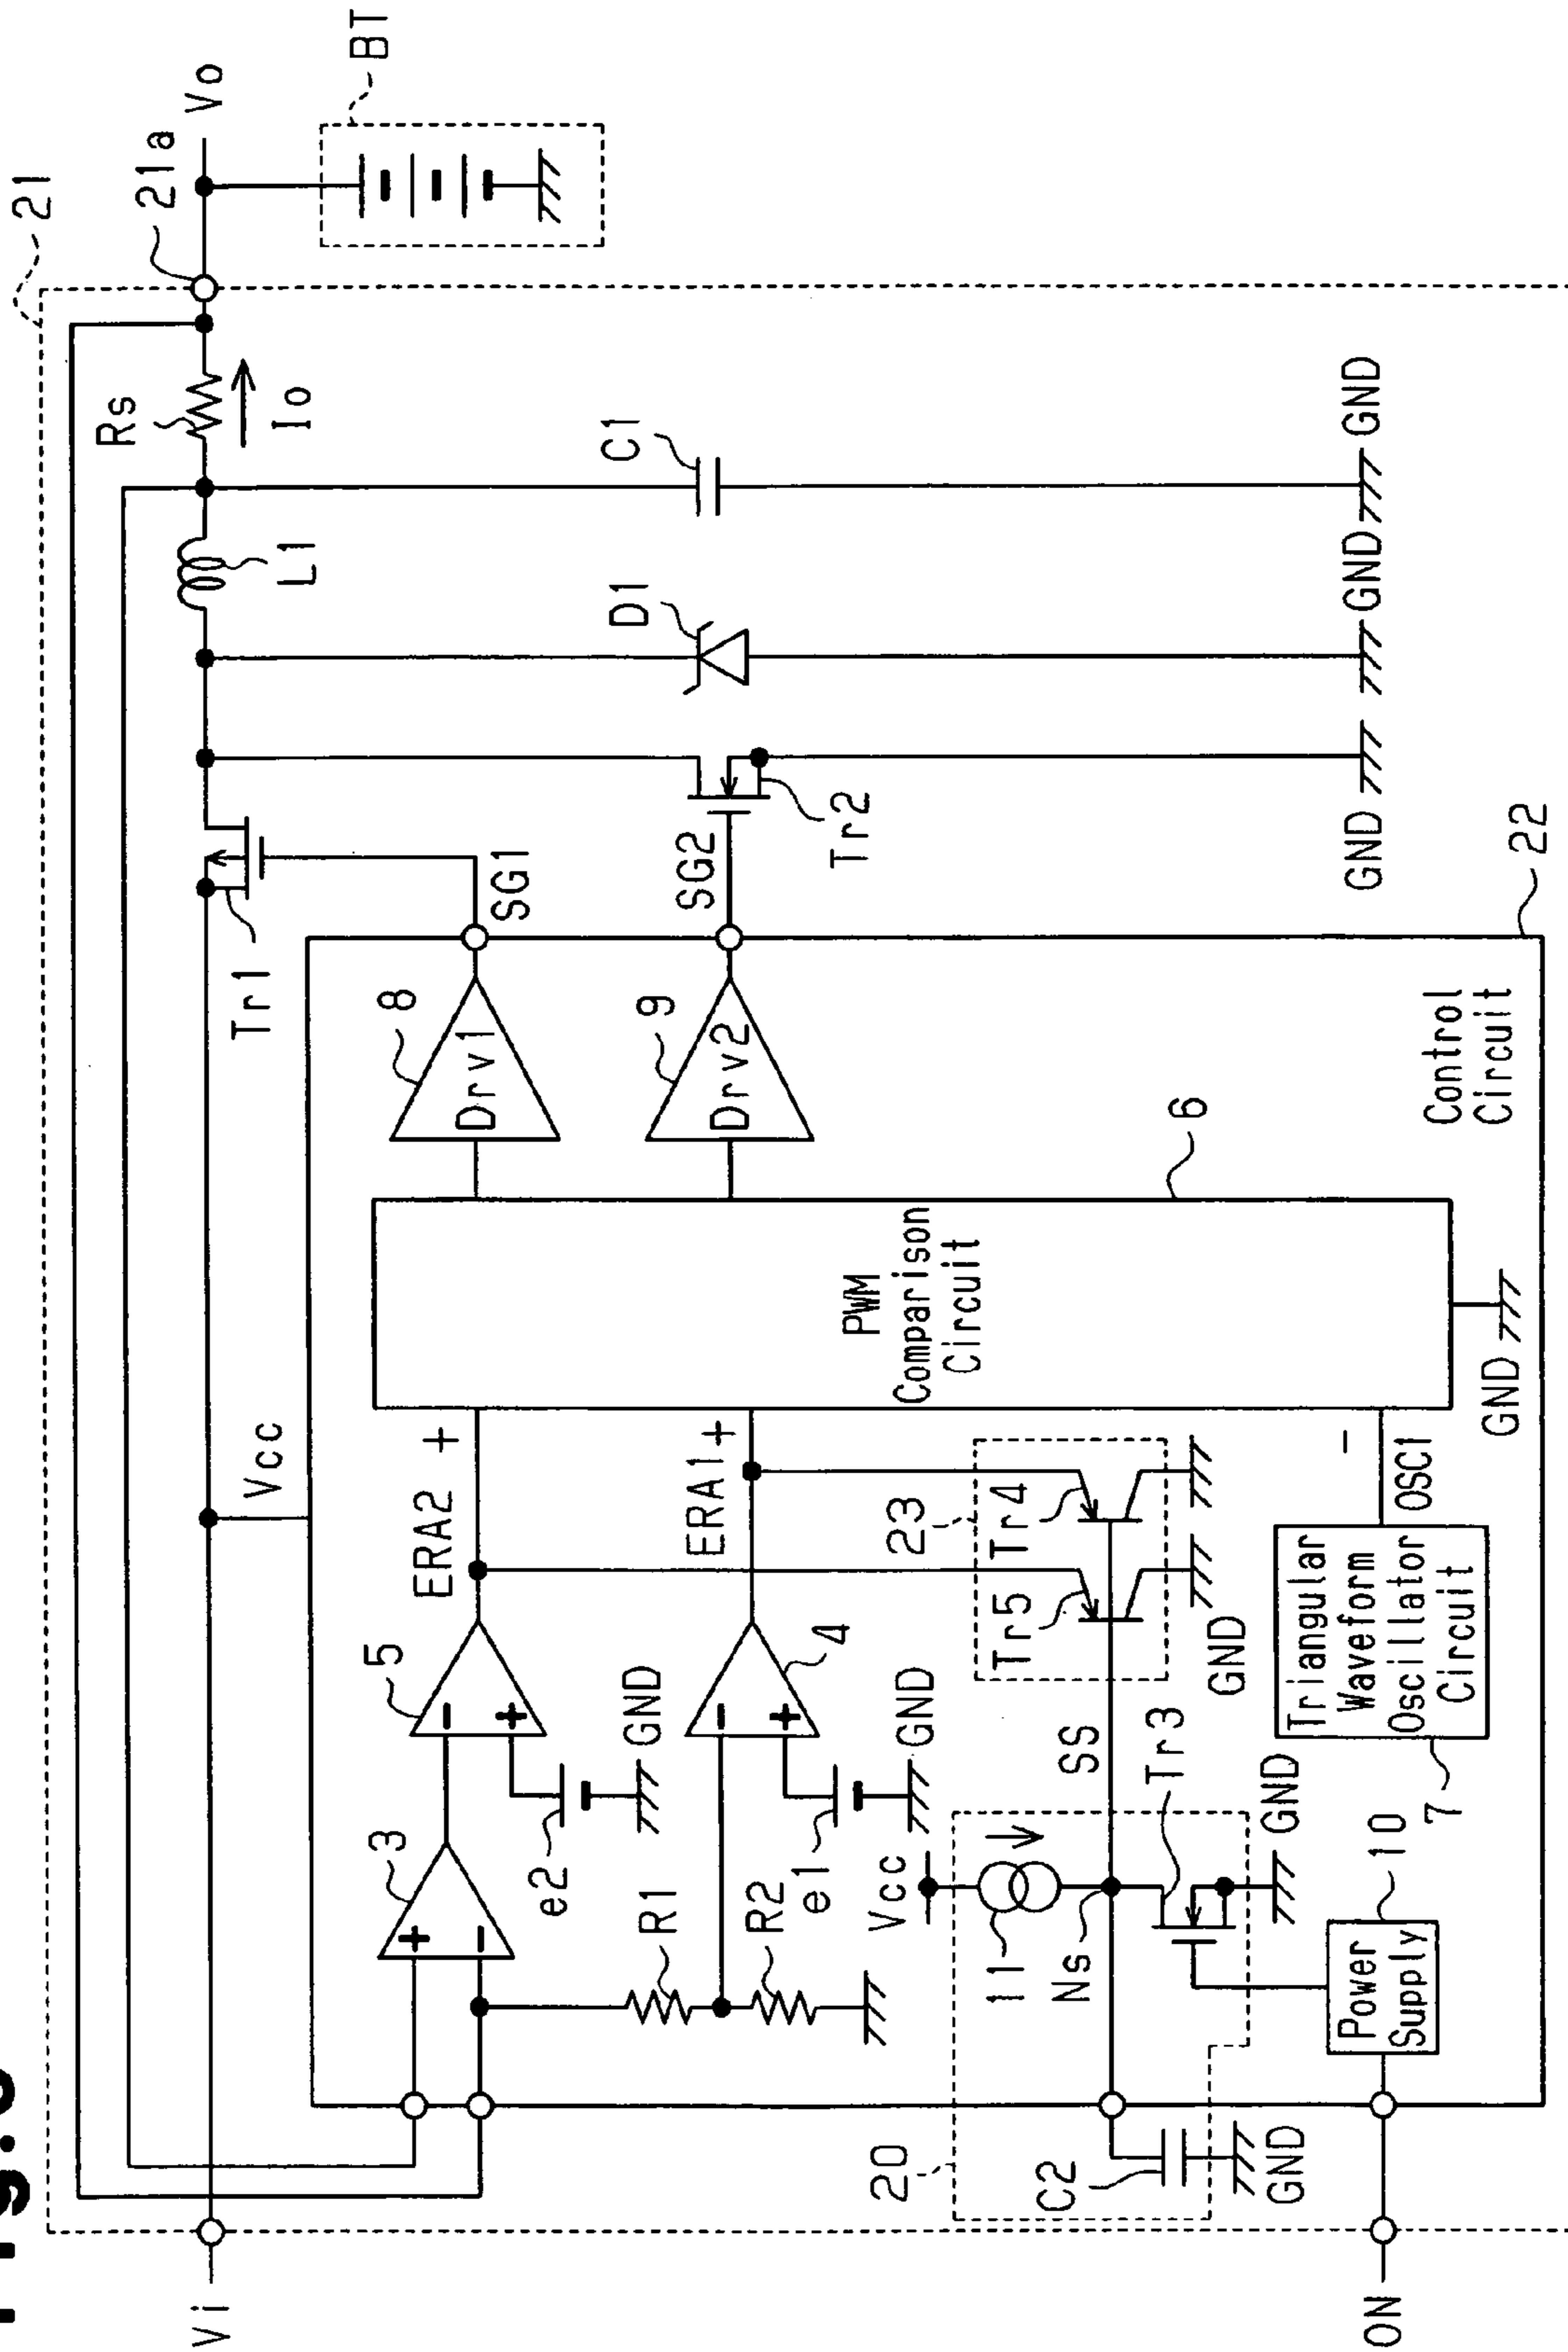 21
Vi
Vcc
Tr1
L1
Rs
Io
21a
Vo
BT
3
5
ERA2
+
8
Drv1
SG1
e2
GND
R1
R2
4
ERA1
+
e1
GND
9
Drv2
SG2
Tr2
D1
C1
PWM
Comparison
Circuit
6
20
C2
GND
Vcc
11
Ns
SS
Tr3
GND
23
Tr5
Tr4
GND
10
Power
Supply
7
Triangular
Waveform
Oscillator
Circuit
-
OSC1
GND
GND
GND
GND
Control
Circuit
22
ON